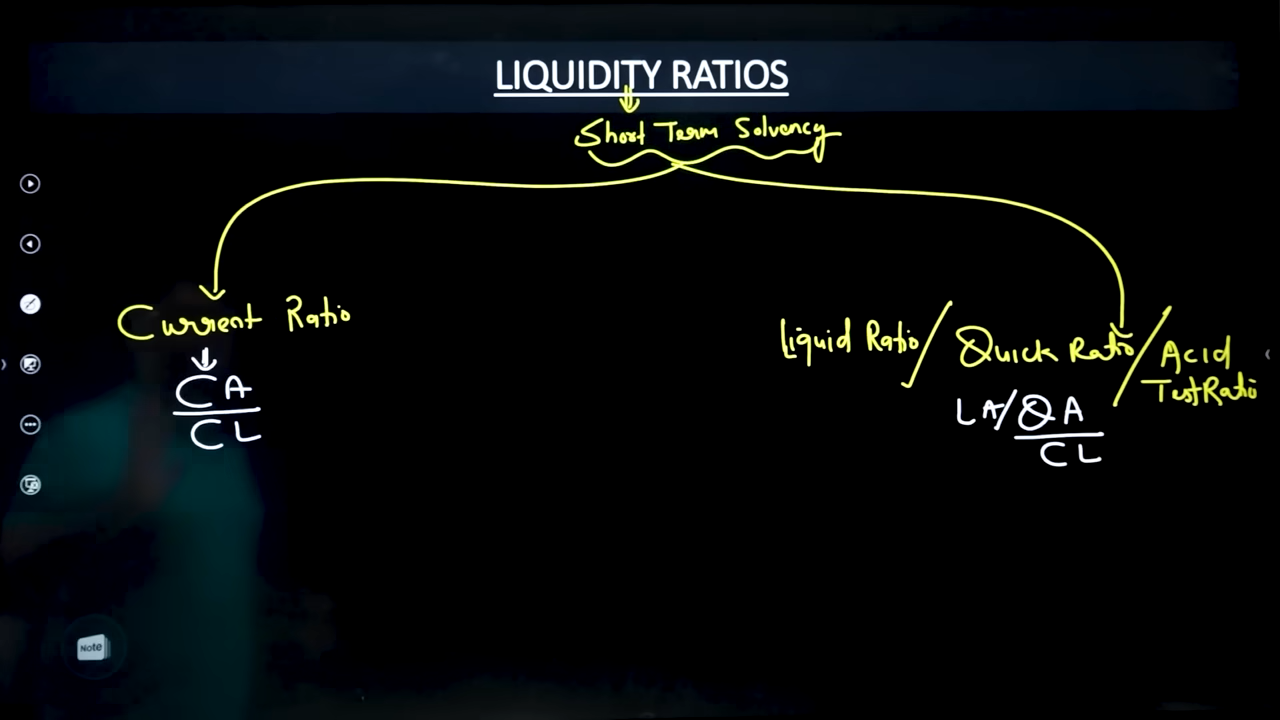 LIQUIDITY RATIOS
Short Term Solvency
Current Ratio
CA
CL
Liquid Ratio/ Quick Ratio/ Acid
Test Ratio
LA/QA
CL
Note